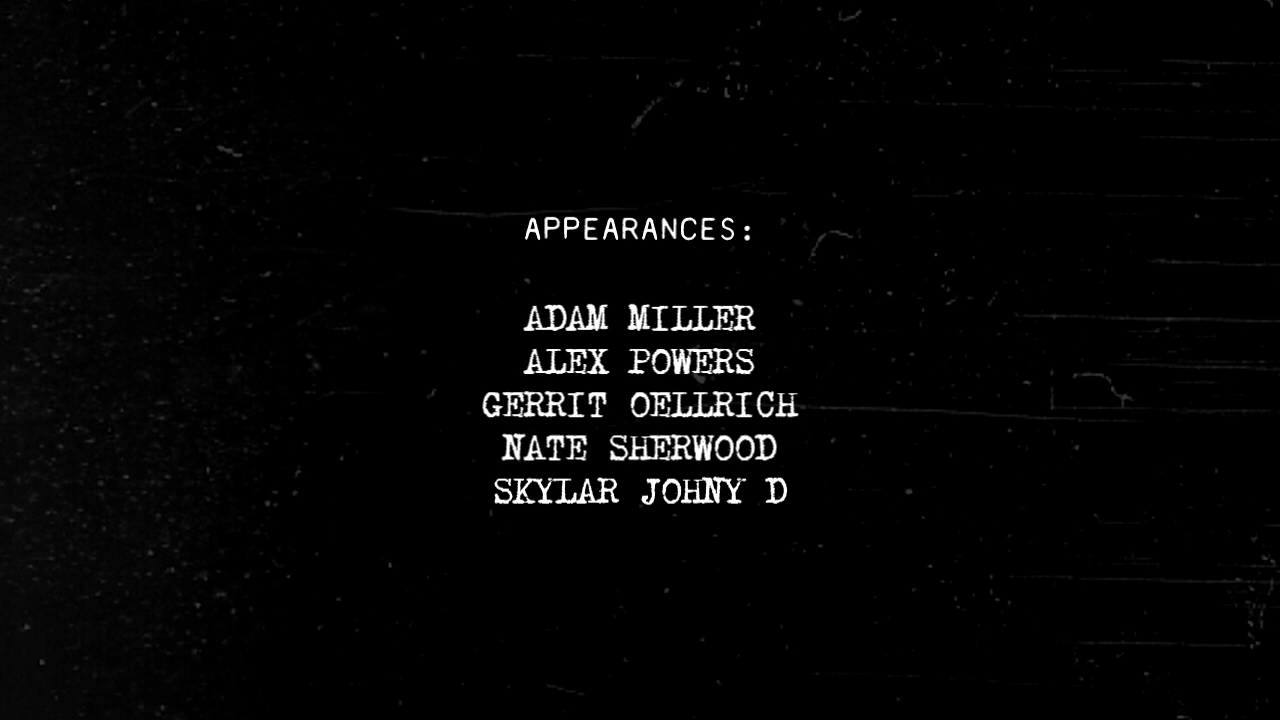 APPEARANCES:
ADAM MILLER
ALEX POWERS
GERRIT OELLRICH
NATE SHERWOOD
SKYLAR JOHNY D